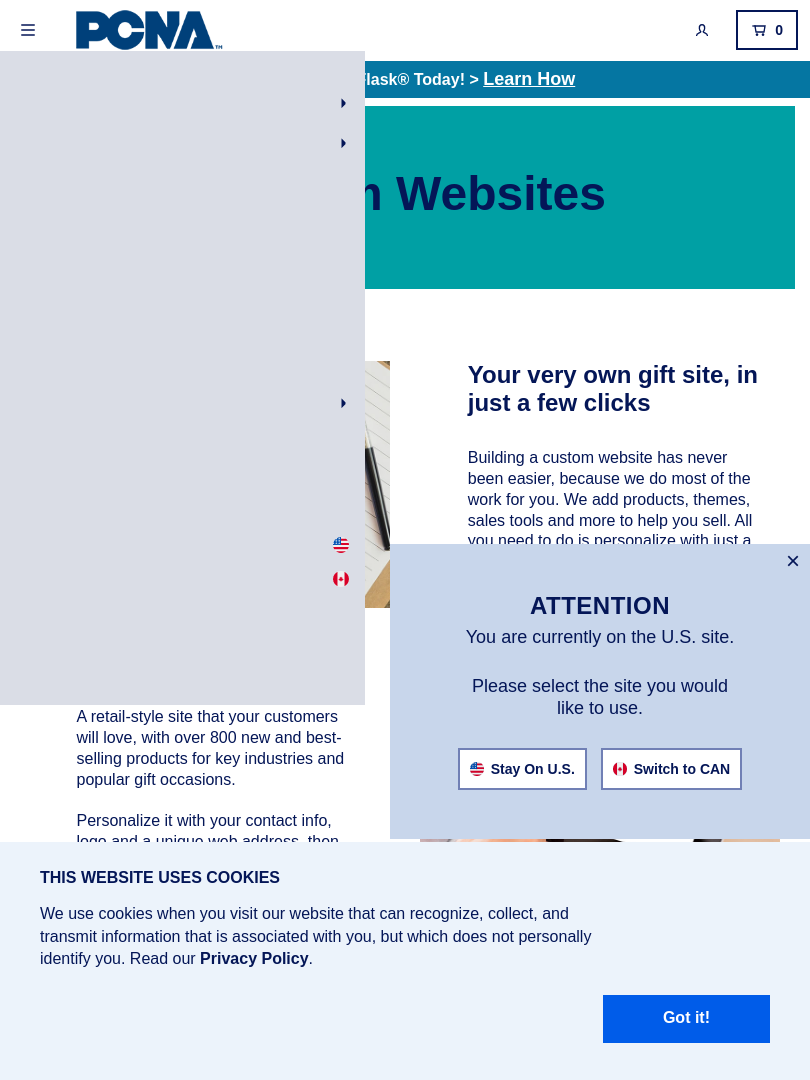 PCNA™
0
Flask® Today! > Learn How
n Websites
Your very own gift site, in
just a few clicks
Building a custom website has never
been easier, because we do most of the
work for you. We add products, themes,
sales tools and more to help you sell. All
you need to do is personalize with just a
×
ATTENTION
You are currently on the U.S. site.
Please select the site you would
like to use.
Stay On U.S.
Switch to CAN
A retail-style site that your customers
will love, with over 800 new and best-
selling products for key industries and
popular gift occasions.
Personalize it with your contact info,
logo and a unique web address, then
THIS WEBSITE USES COOKIES
We use cookies when you visit our website that can recognize, collect, and
transmit information that is associated with you, but which does not personally
identify you. Read our Privacy Policy.
Got it!